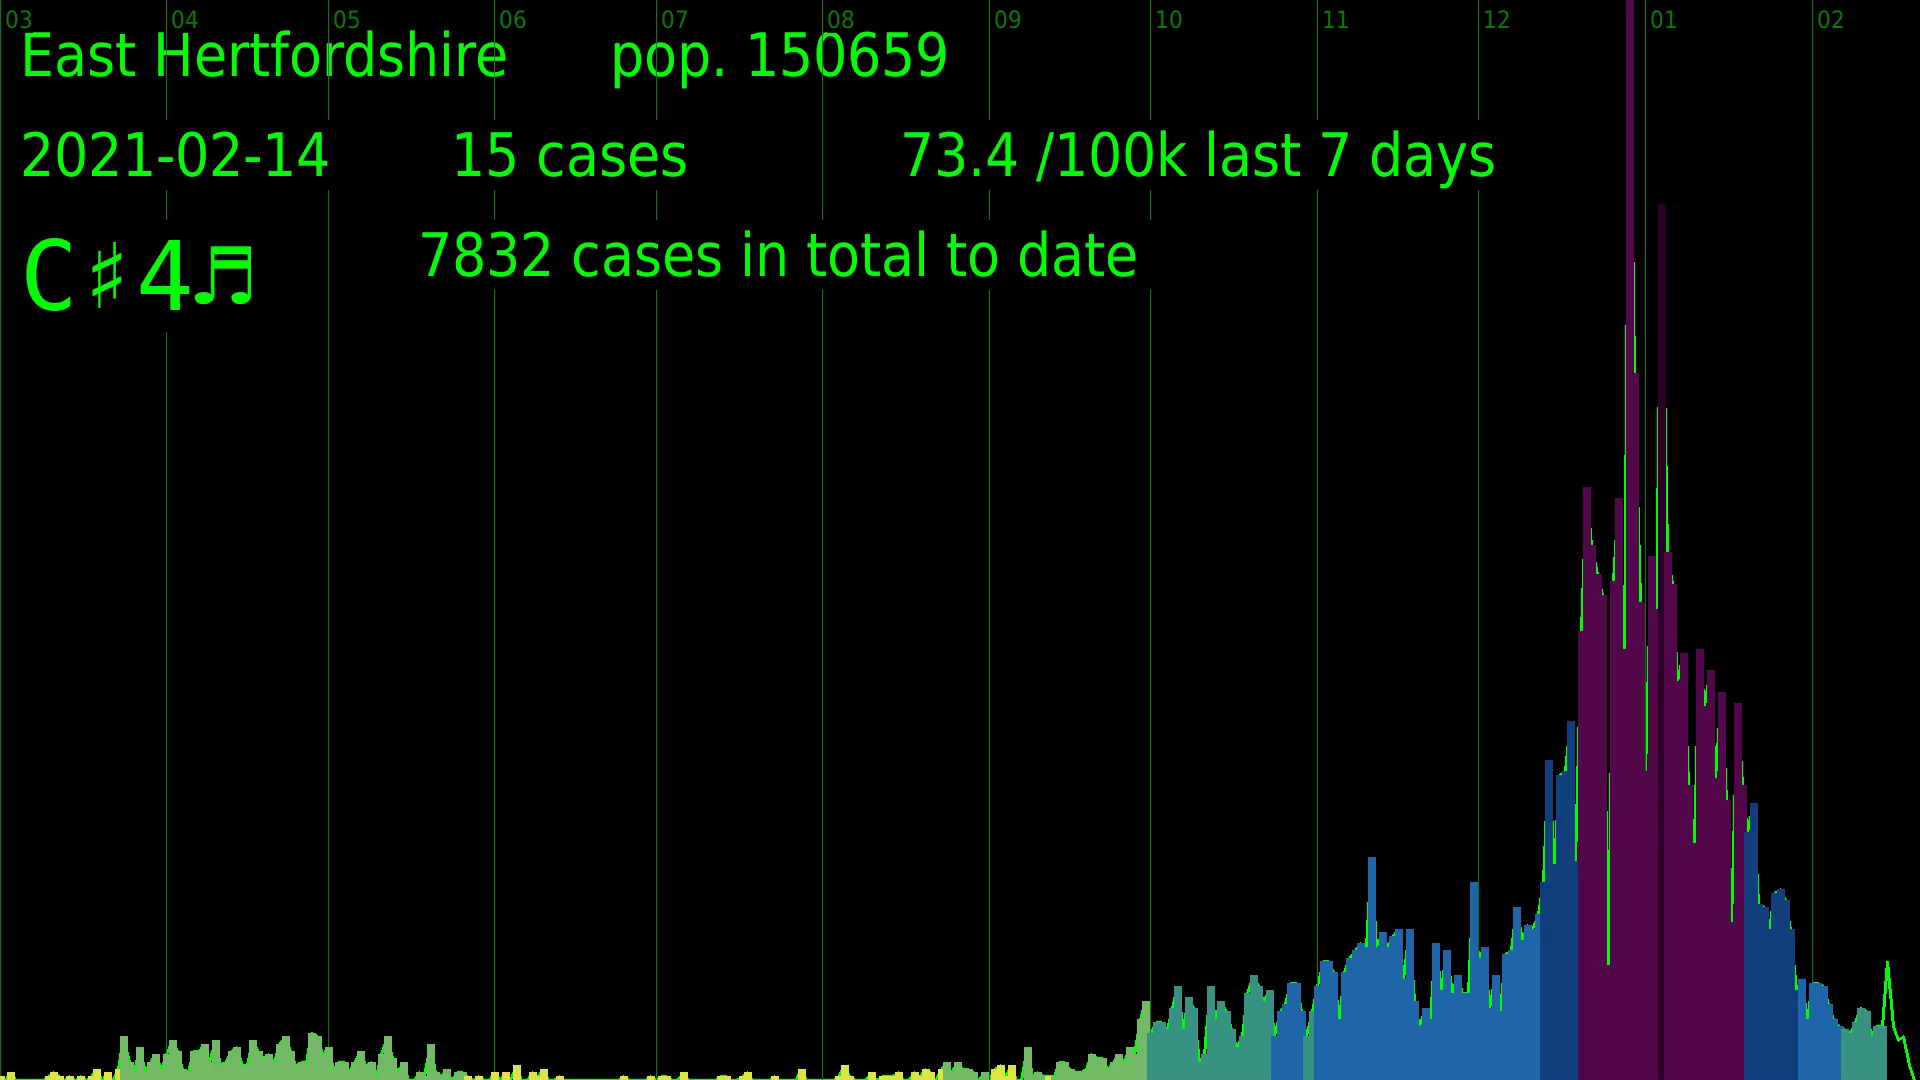 03 04 05 06 07 08 09 10 11 12 01 02
East Hertfordshire pop. 150659
2021-02-14 15 cases 73.4 /100k last 7 days
C♯4♬ 7832 cases in total to date